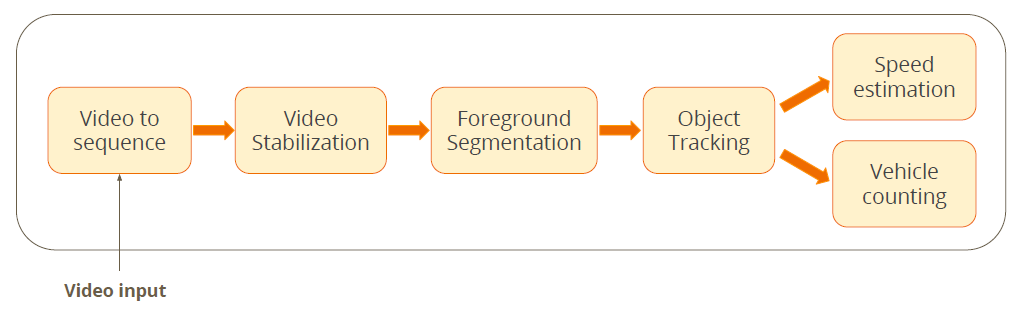 Video to
sequence
Video
Stabilization
Foreground
Segmentation
Object
Tracking
Speed
estimation
Vehicle
counting
Video input